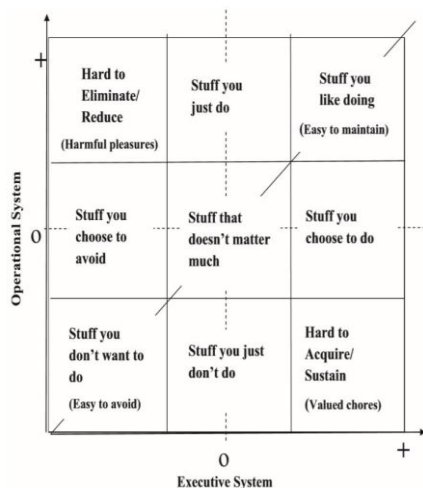 +
Hard to
Eliminate/
Reduce
(Harmful pleasures)
Stuff you
just do
Stuff you
like doing
(Easy to maintain)
Operational System
O
Stuff you
choose to
avoid
Stuff that
doesn't matter
much
Stuff you
choose to do
Stuff you
don't want to
do
(Easy to avoid)
Stuff you just
don't do
Hard to
Acquire/
Sustain
(Valued chores)
O
+
Executive System